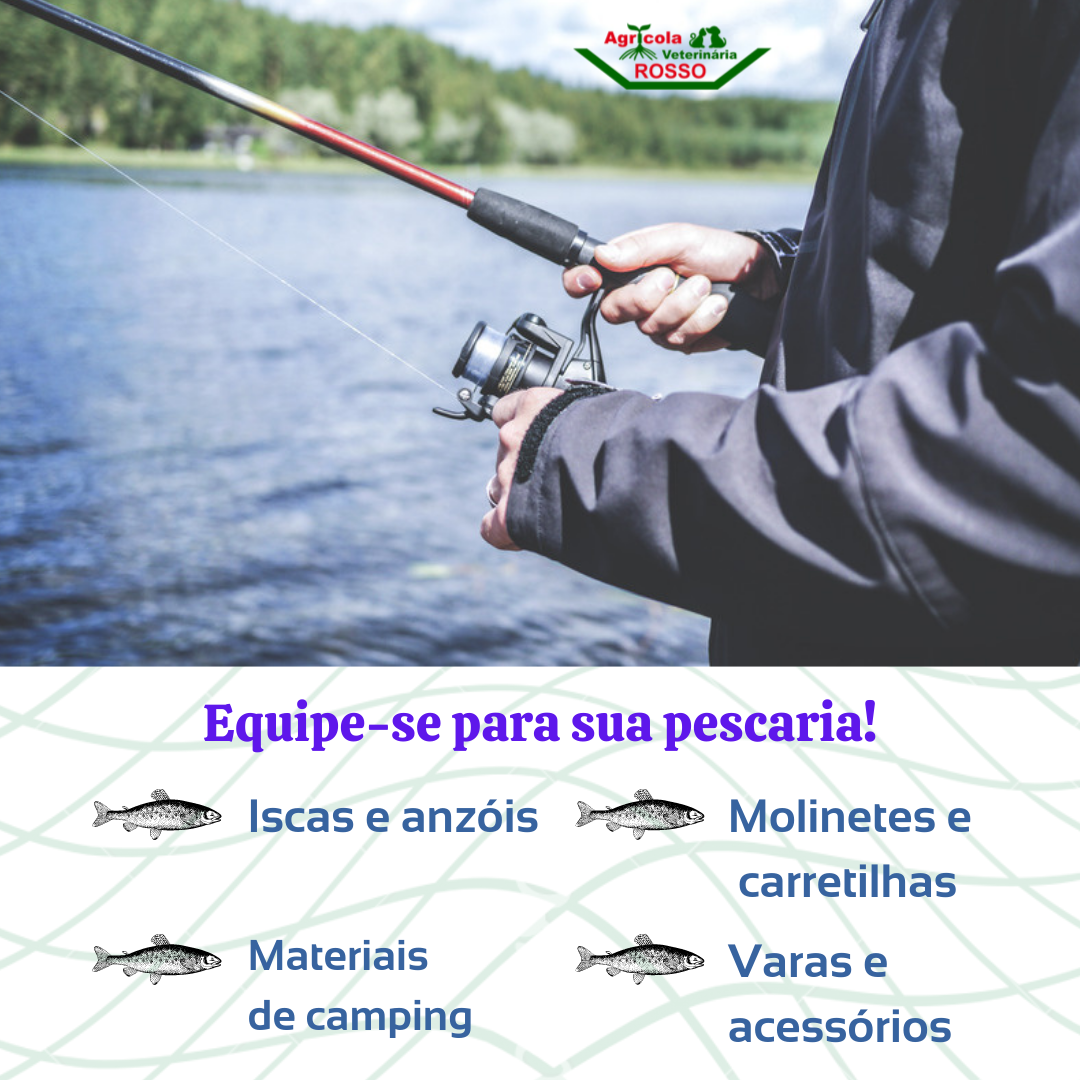 Agrícola &
Veterinária
ROSSO
Equipe-se para sua pescaria!
Iscas e anzóis
Molinetes e
carretilhas
Materiais
de camping
Varas e
acessórios